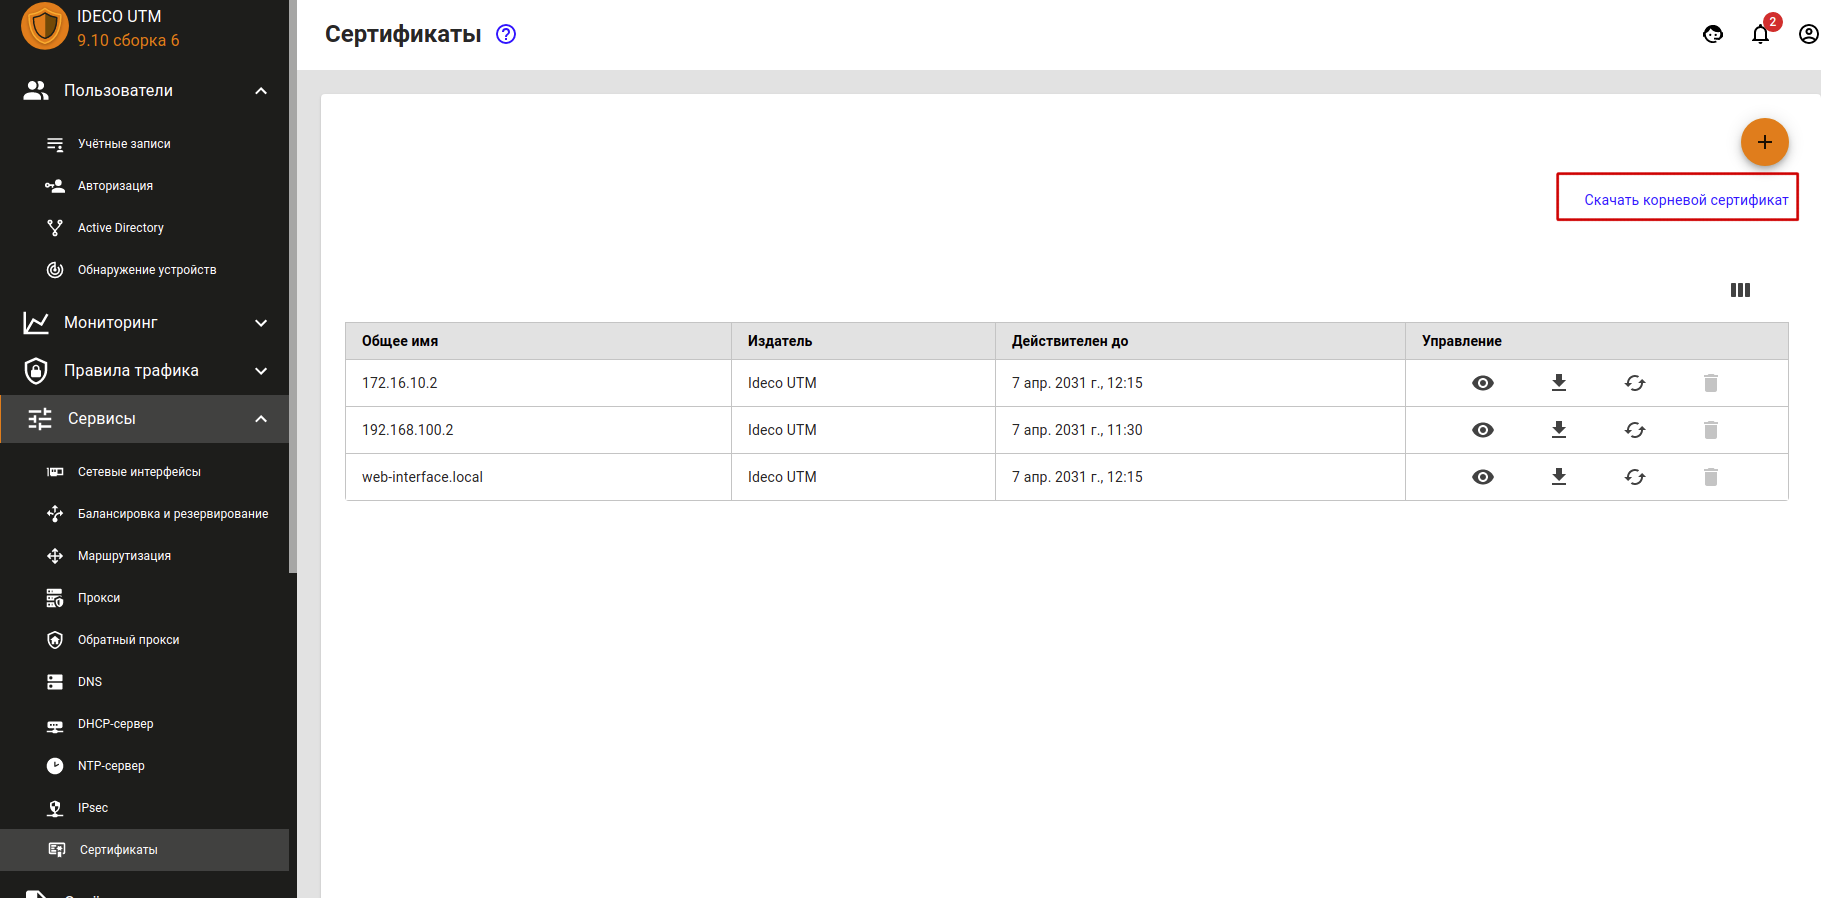 IDECO UTM
9.10 сборка 6
Пользователи
Учётные записи
Авторизация
Active Directory
Обнаружение устройств
Мониторинг
Правила трафика
Сервисы
Сетевые интерфейсы
Балансировка и резервирование
Маршрутизация
Прокси
Обратный прокси
DNS
DHCP-сервер
NTP-сервер
IPsec
Сертификаты
Сертификаты ?
2
Скачать корневой сертификат
Общее имя Издатель Действителен до Управление
172.16.10.2 Ideco UTM 7 апр. 2031 г., 12:15
192.168.100.2 Ideco UTM 7 апр. 2031 г., 11:30
web-interface.local Ideco UTM 7 апр. 2031 г., 12:15